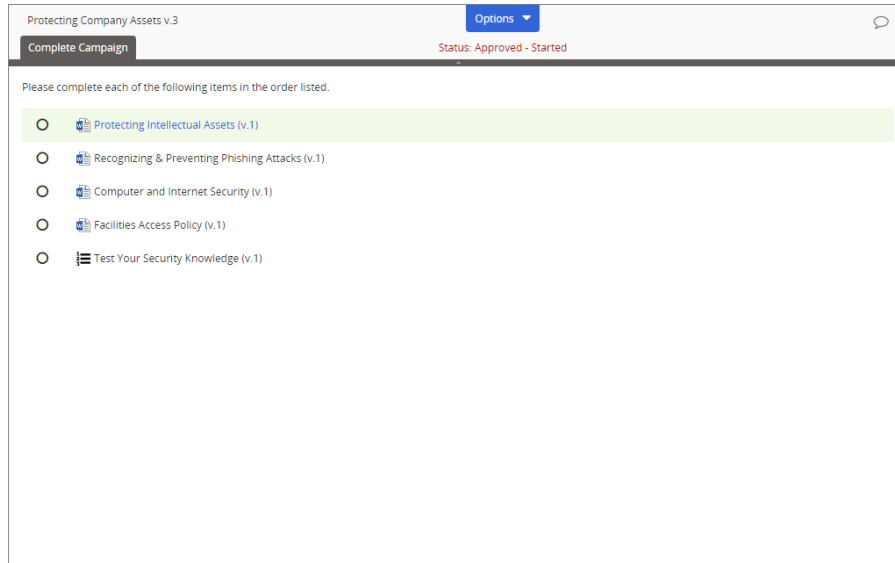 Protecting Company Assets v.3
Options
Complete Campaign
Status: Approved - Started
Please complete each of the following items in the order listed.
Protecting Intellectual Assets (v.1)
Recognizing & Preventing Phishing Attacks (v.1)
Computer and Internet Security (v.1)
Facilities Access Policy (v.1)
Test Your Security Knowledge (v.1)